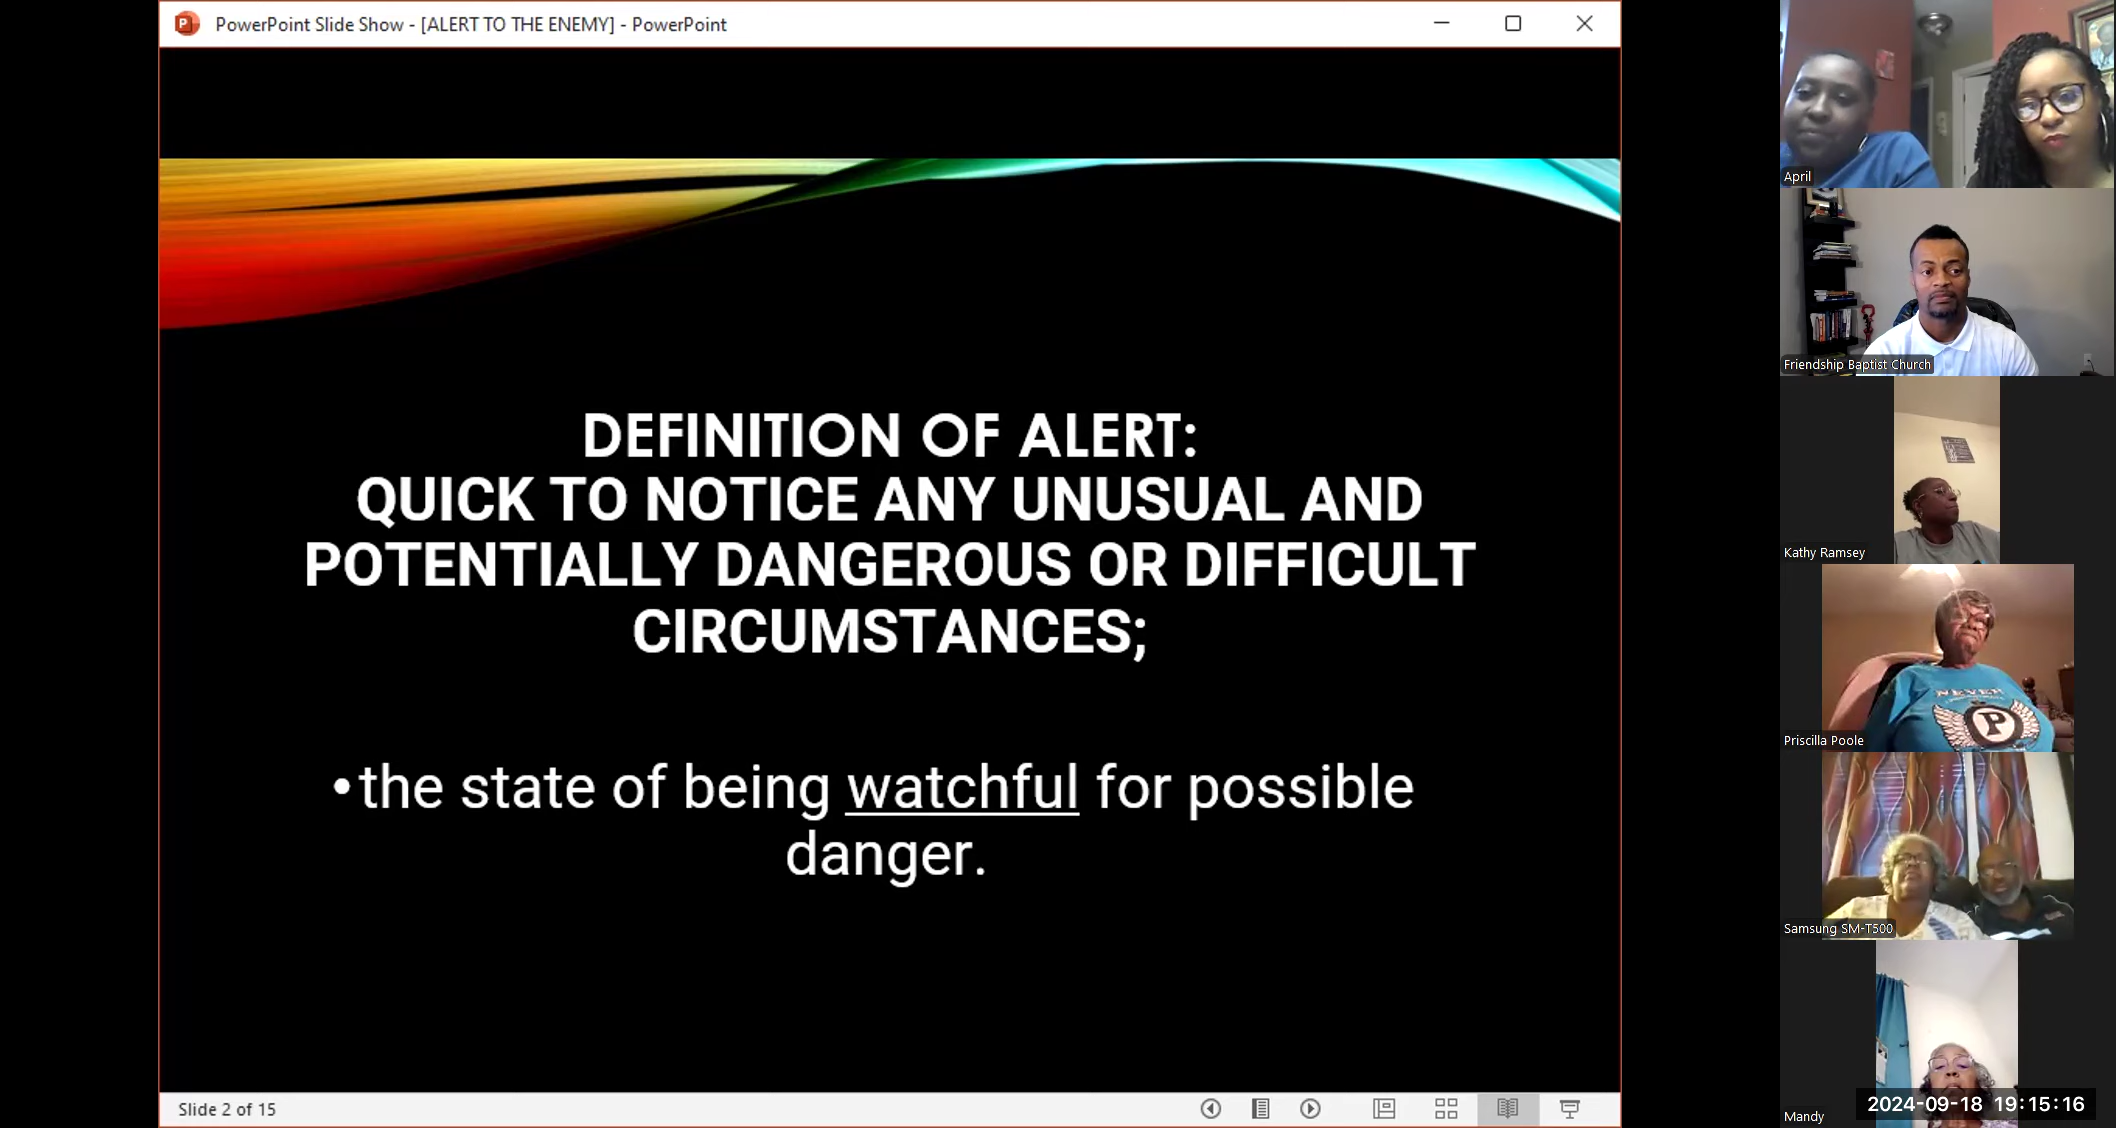 PowerPoint Slide Show - [ALERT TO THE ENEMY] - PowerPoint
DEFINITION OF ALERT:
QUICK TO NOTICE ANY UNUSUAL AND
POTENTIALLY DANGEROUS OR DIFFICULT
CIRCUMSTANCES;
•the state of being watchful for possible
danger.
Slide 2 of 15
April
Friendship Baptist Church
Kathy Ramsey
NEVER
P
Priscilla Poole
Samsung SM-T500
Mandy
2024-09-18 19:15:16